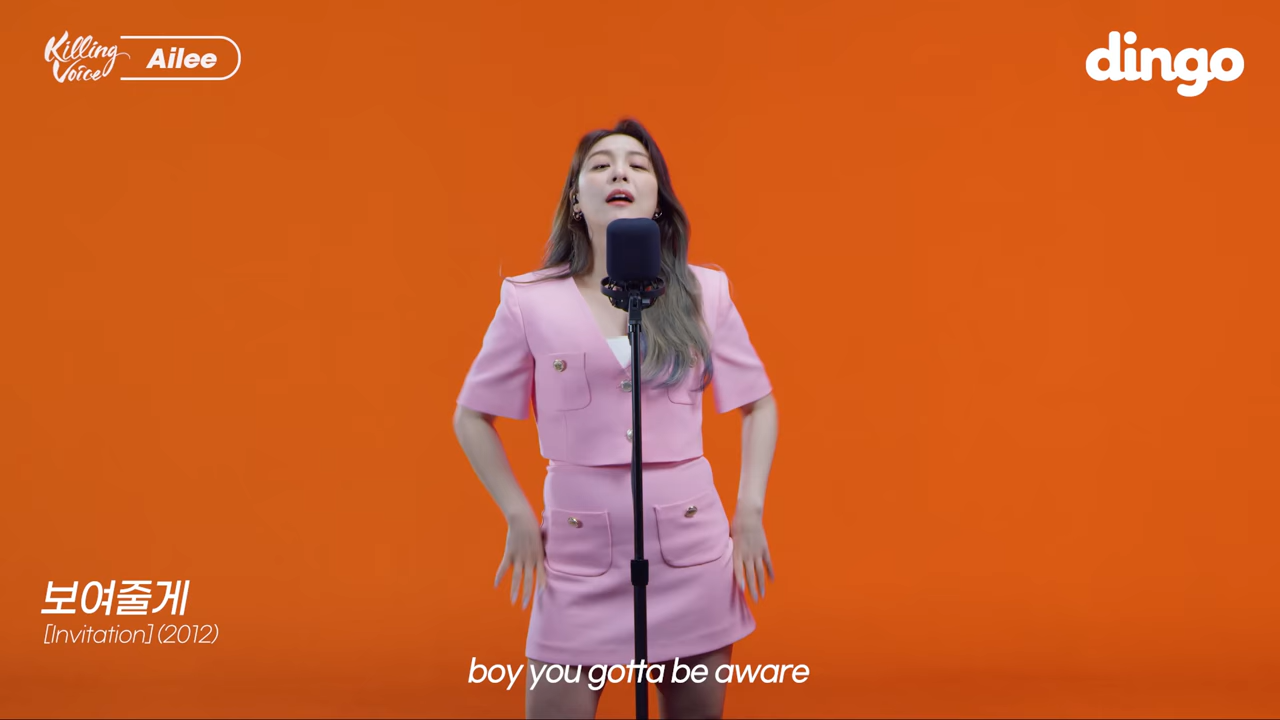 Killing
Voice
Ailee
dingo
보여줄게
[Invitation] (2012)
boy you gotta be aware